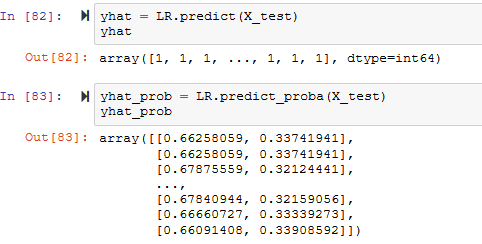 In [82]: yhat = LR.predict(X_test)
yhat
Out[82]: array([1, 1, 1, ..., 1, 1, 1], dtype=int64)
In [83]: yhat_prob = LR.predict_proba(X_test)
yhat_prob
Out[83]: array([[0.66258059, 0.33741941],
[0.66258059, 0.33741941],
[0.67875559, 0.32124441],
...,
[0.67840944, 0.32159056],
[0.66660727, 0.33339273],
[0.66091408, 0.33908592]])